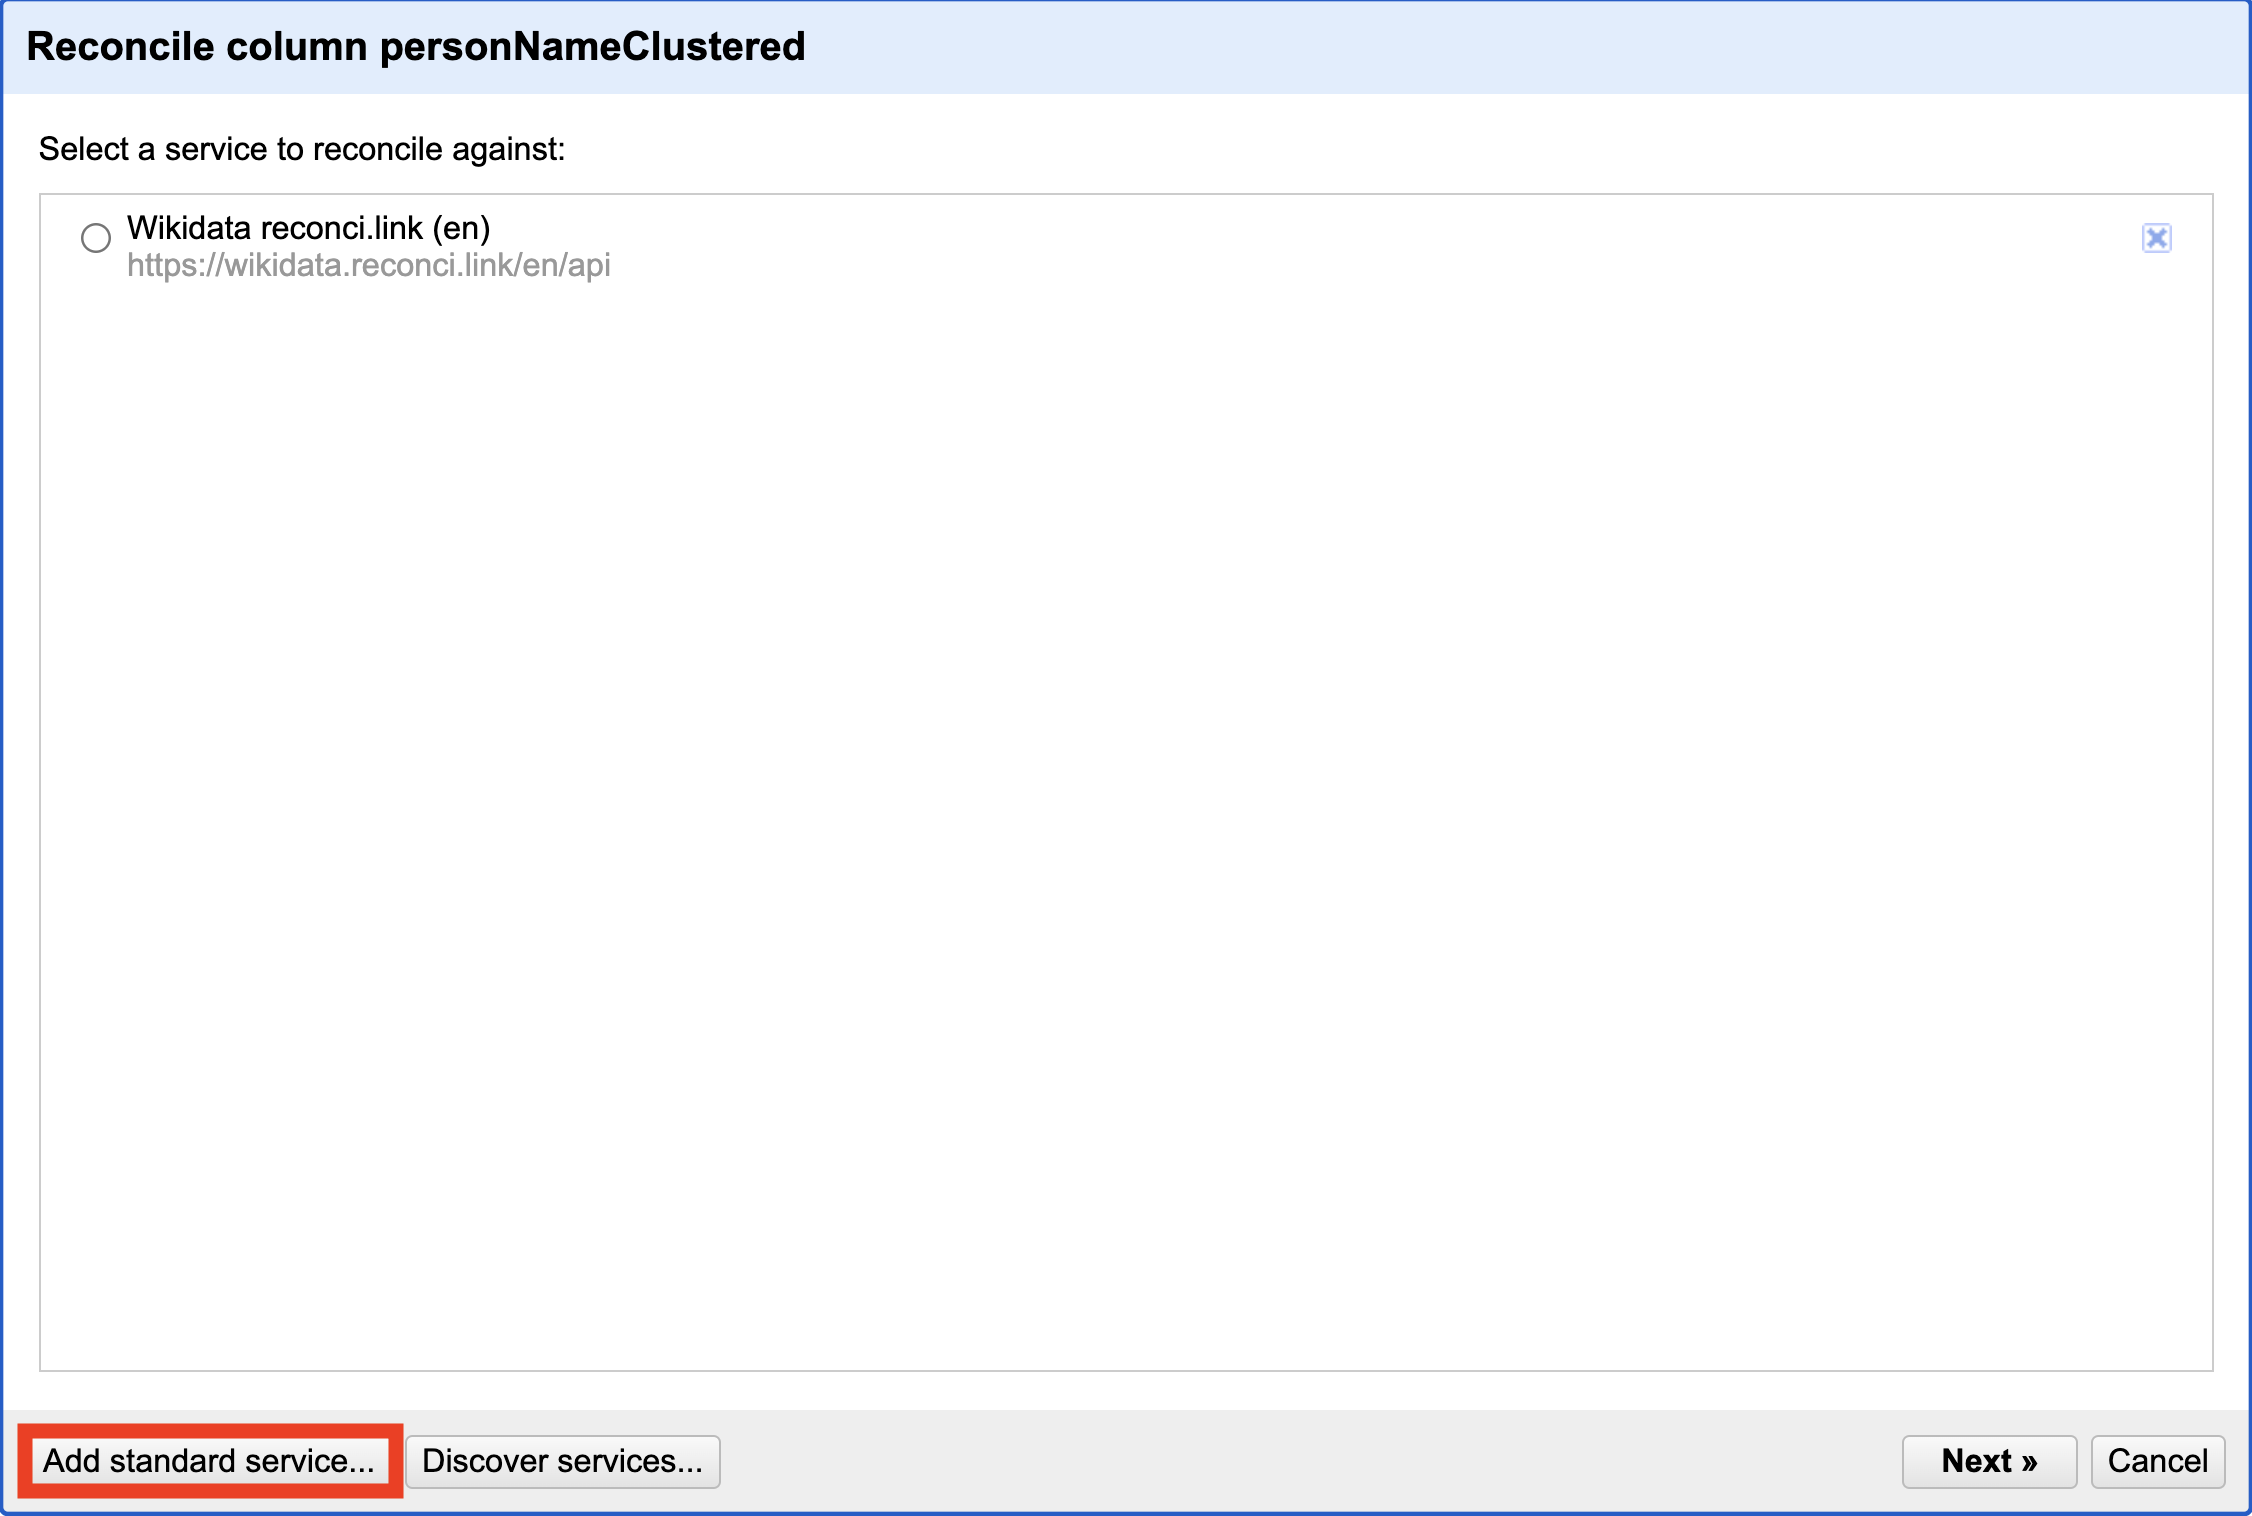 Reconcile column personNameClustered
Select a service to reconcile against:
Wikidata reconci.link (en)
https://wikidata.reconci.link/en/api
Add standard service... Discover services... Next » Cancel